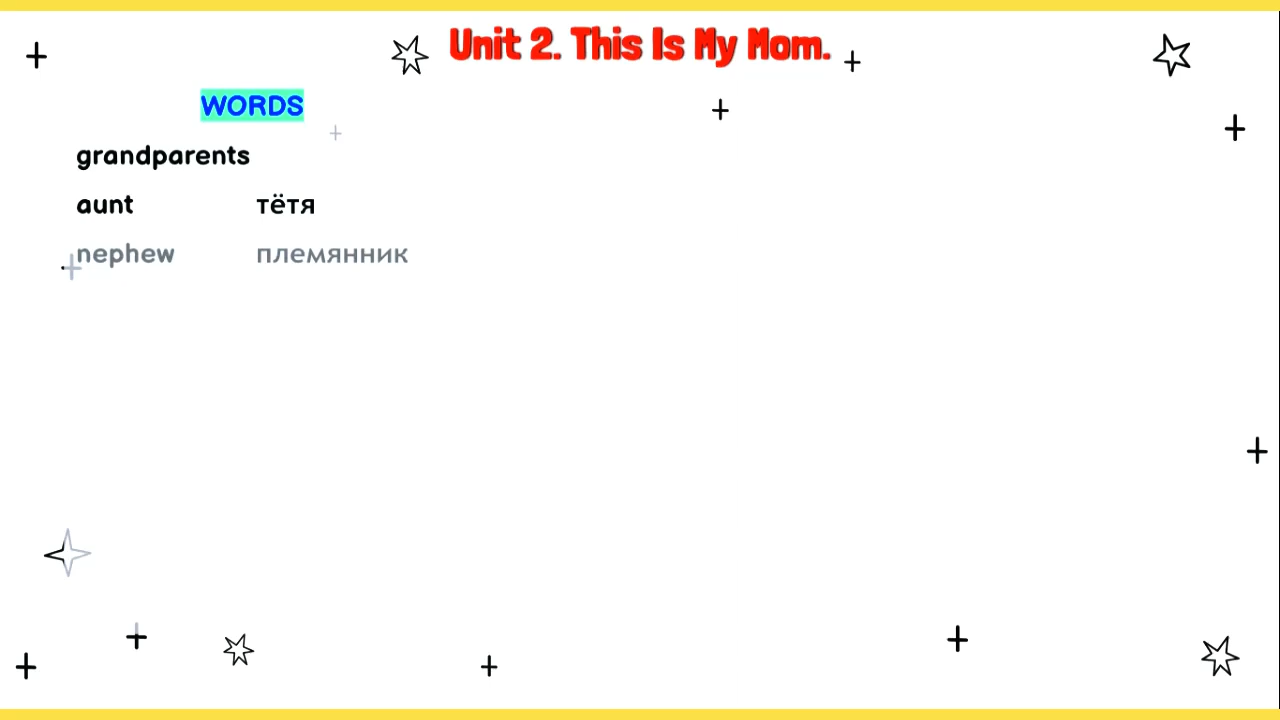 Unit 2. This Is My Mom.
WORDS
grandparents
aunt тётя
nephew племянник